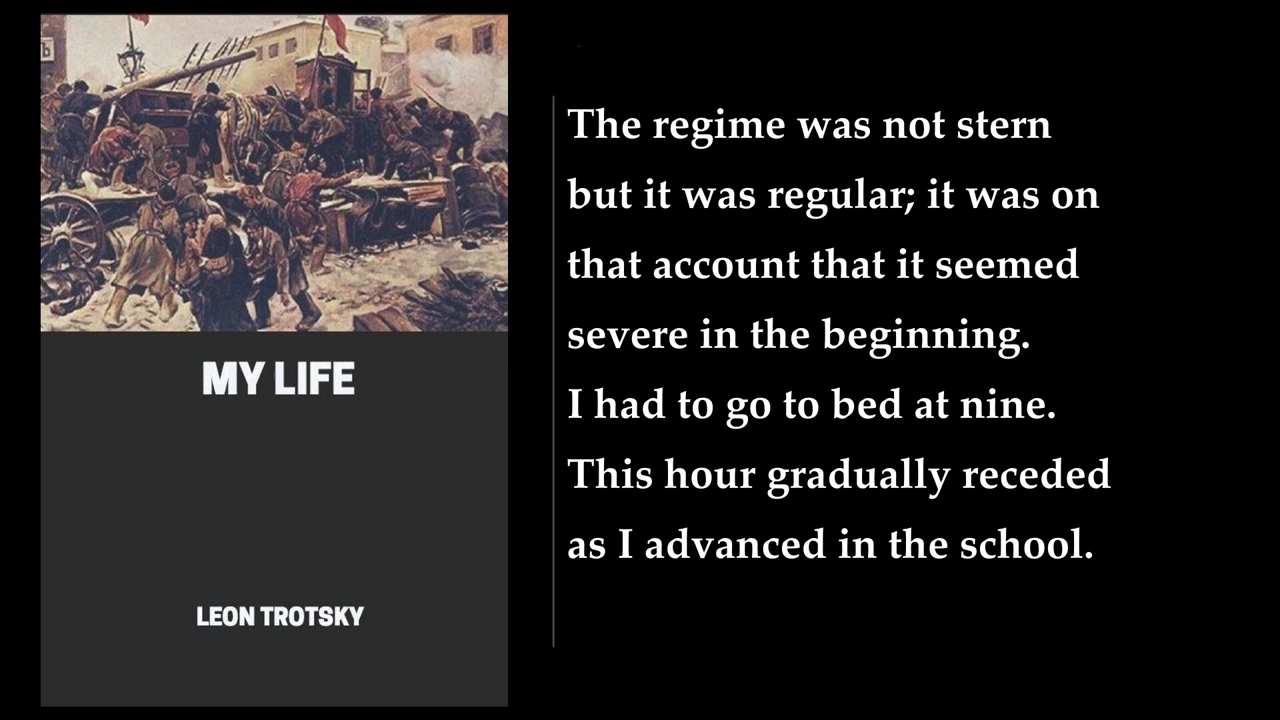 MY LIFE
LEON TROTSKY
The regime was not stern
but it was regular; it was on
that account that it seemed
severe in the beginning.
I had to go to bed at nine.
This hour gradually receded
as I advanced in the school.